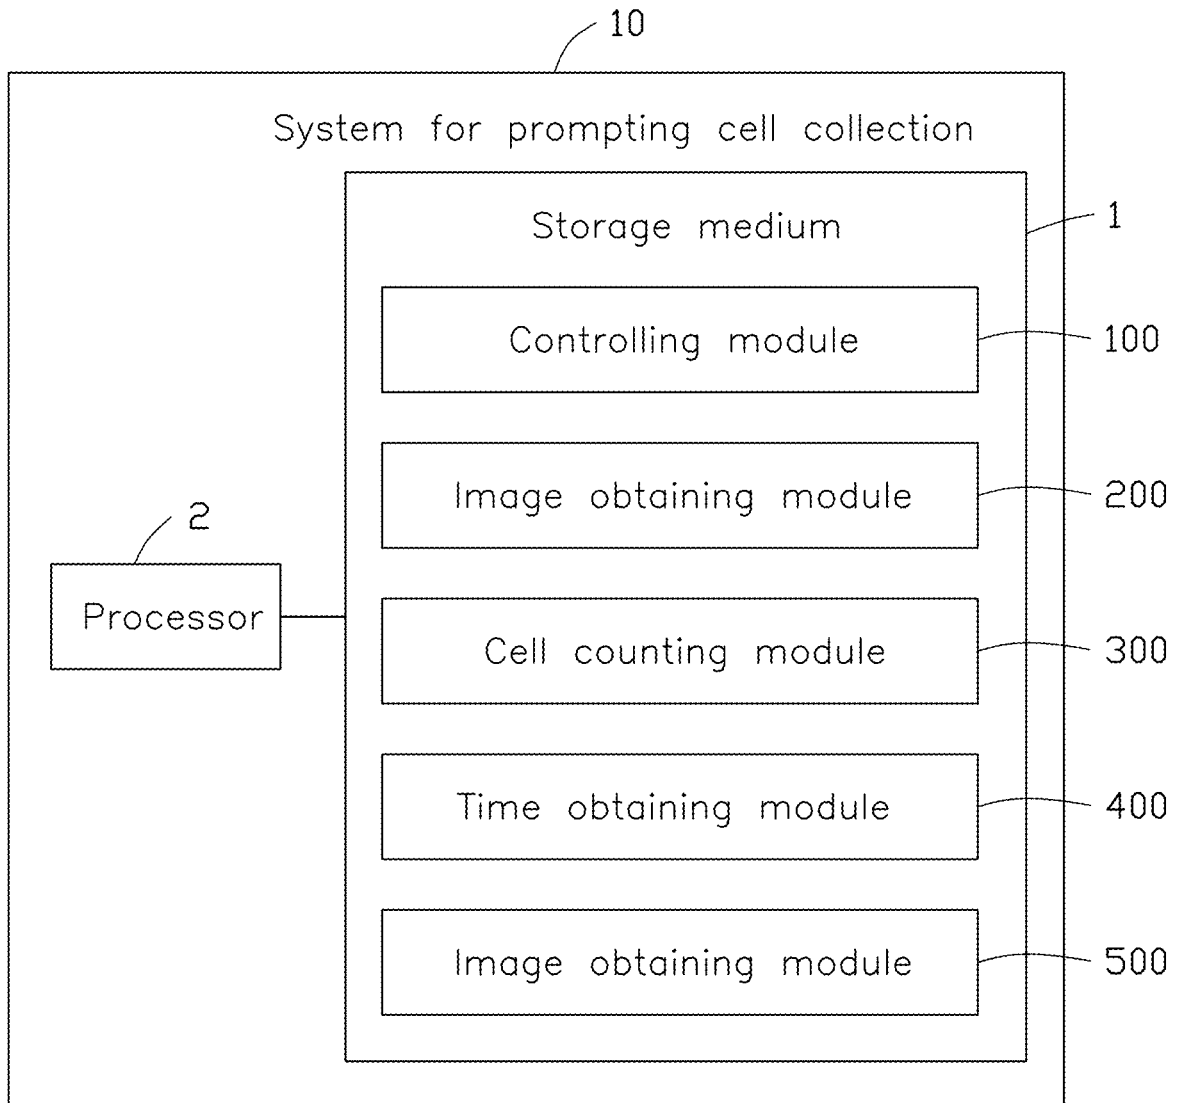 10
System for prompting cell collection
Storage medium
1
Controlling module
100
Image obtaining module
200
2
Processor
Cell counting module
300
Time obtaining module
400
Image obtaining module
500